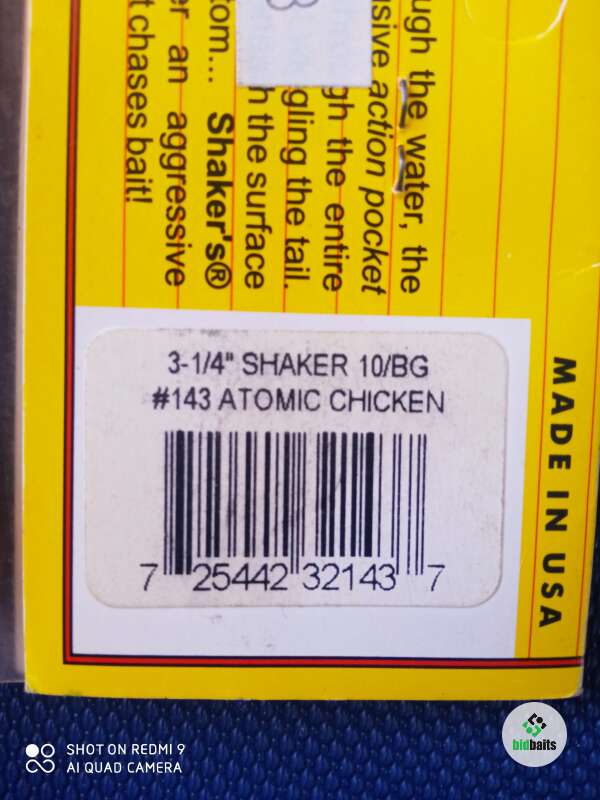 ugh the water, the
usive action pocket
gh the entire
gling the tail.
h the surface
tom... Shaker's®
er an aggressive
t chases bait!
3-1/4" SHAKER 10/BG
#143 ATOMIC CHICKEN
7 25442 32143 7
MADE IN USA
SHOT ON REDMI 9
AI QUAD CAMERA
bidbaits